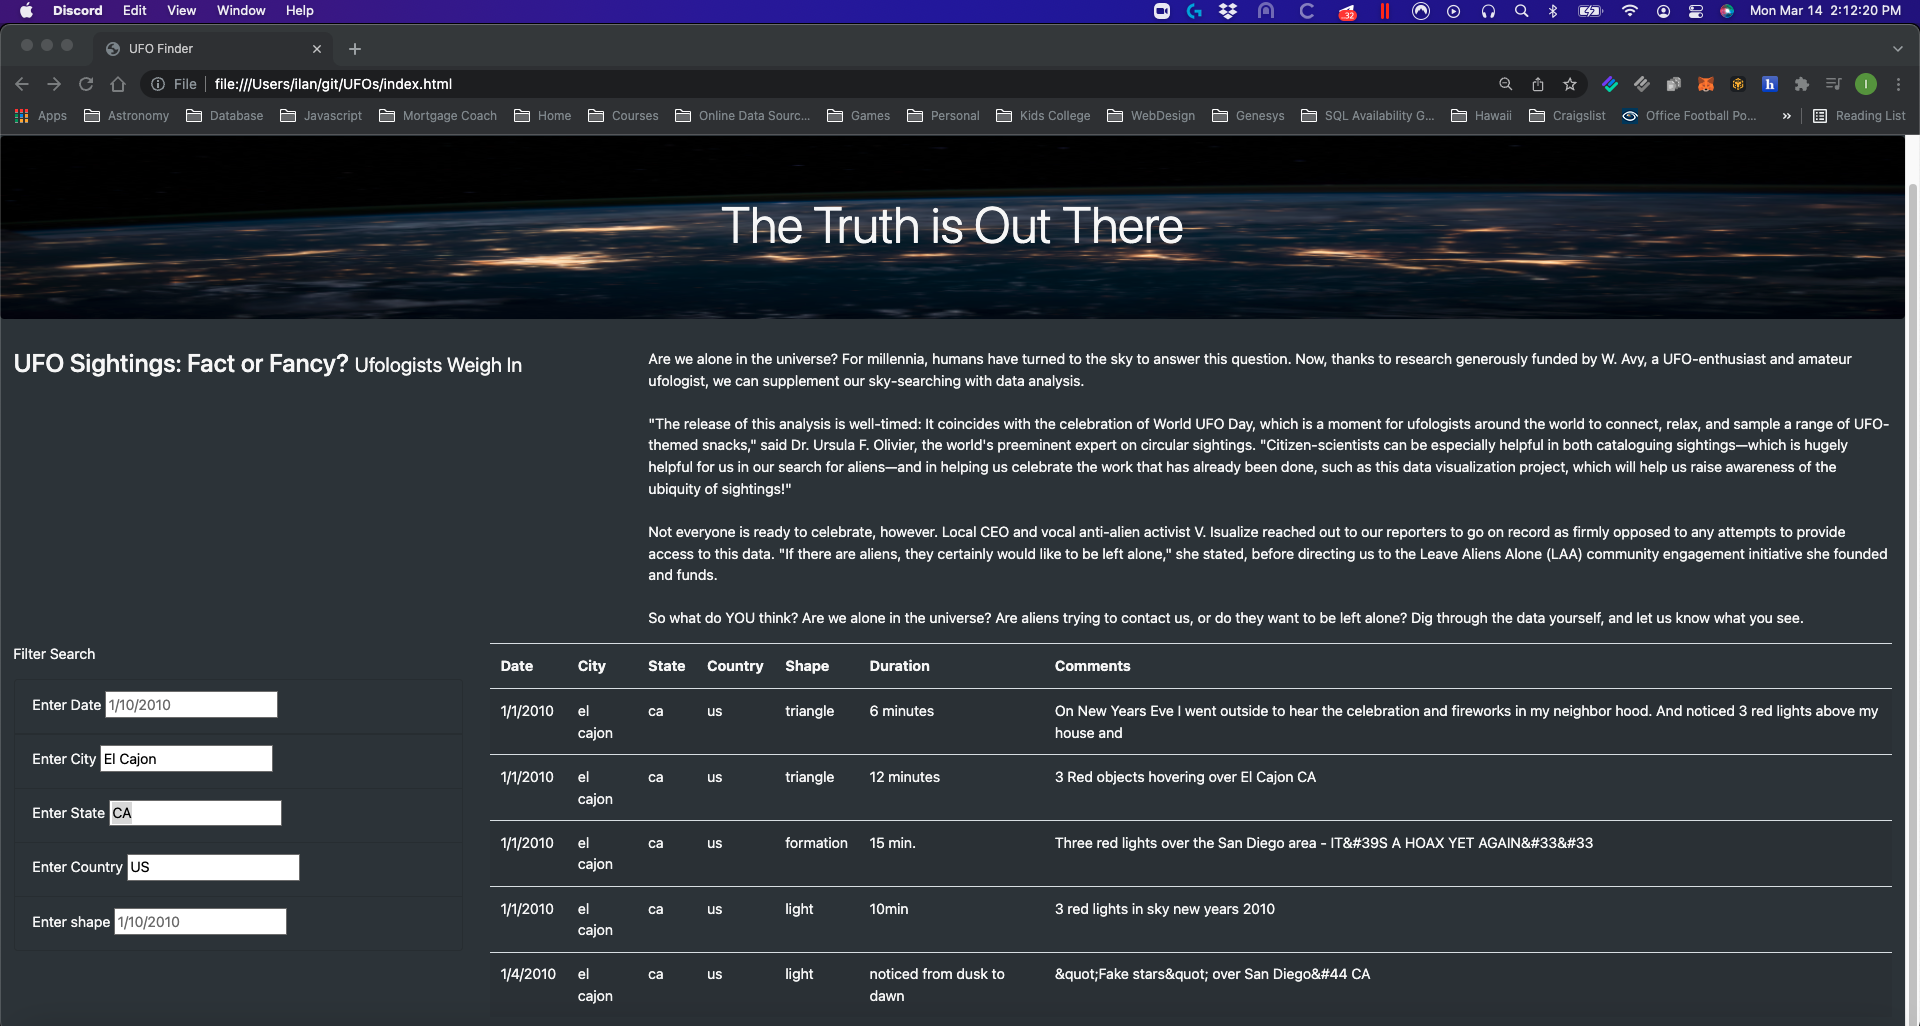 Discord Edit View Window Help
32
Mon Mar 14 2:12:20 PM
UFO Finder
File file:///Users/ilan/git/UFOs/index.html
h
I
Apps Astronomy Database Javascript Mortgage Coach Home Courses Online Data Sourc... Games Personal Kids College WebDesign Genesys SQL Availability G... Hawaii Craigslist Office Football Po... » Reading List
The Truth is Out There
UFO Sightings: Fact or Fancy? Ufologists Weigh In
Are we alone in the universe? For millennia, humans have turned to the sky to answer this question. Now, thanks to research generously funded by W. Avy, a UFO-enthusiast and amateur
ufologist, we can supplement our sky-searching with data analysis.
"The release of this analysis is well-timed: It coincides with the celebration of World UFO Day, which is a moment for ufologists around the world to connect, relax, and sample a range of UFO-
themed snacks," said Dr. Ursula F. Olivier, the world's preeminent expert on circular sightings. "Citizen-scientists can be especially helpful in both cataloguing sightings—which is hugely
helpful for us in our search for aliens—and in helping us celebrate the work that has already been done, such as this data visualization project, which will help us raise awareness of the
ubiquity of sightings!"
Not everyone is ready to celebrate, however. Local CEO and vocal anti-alien activist V. Isualize reached out to our reporters to go on record as firmly opposed to any attempts to provide
access to this data. "If there are aliens, they certainly would like to be left alone," she stated, before directing us to the Leave Aliens Alone (LAA) community engagement initiative she founded
and funds.
So what do YOU think? Are we alone in the universe? Are aliens trying to contact us, or do they want to be left alone? Dig through the data yourself, and let us know what you see.
Filter Search
Enter Date 1/10/2010
Enter City El Cajon
Enter State CA
Enter Country US
Enter shape 1/10/2010
Date City State Country Shape Duration Comments
1/1/2010 el ca us triangle 6 minutes On New Years Eve I went outside to hear the celebration and fireworks in my neighbor hood. And noticed 3 red lights above my
cajon house and
1/1/2010 el ca us triangle 12 minutes 3 Red objects hovering over El Cajon CA
cajon
1/1/2010 el ca us formation 15 min. Three red lights over the San Diego area - IT&#39S A HOAX YET AGAIN&#33&#33
cajon
1/1/2010 el ca us light 10min 3 red lights in sky new years 2010
cajon
1/4/2010 el ca us light noticed from dusk to &quot;Fake stars&quot; over San Diego&#44 CA
cajon dawn